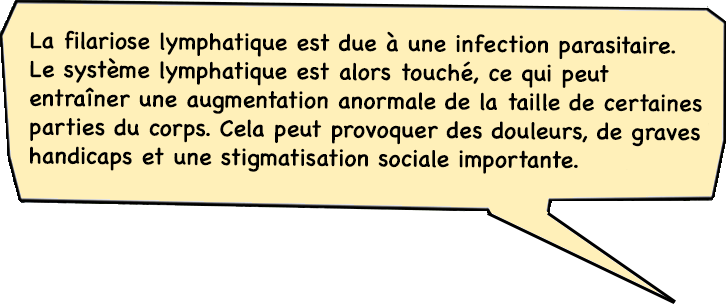 La filariose lymphatique est due à une infection parasitaire.
Le système lymphatique est alors touché, ce qui peut
entraîner une augmentation anormale de la taille de certaines
parties du corps. Cela peut provoquer des douleurs, de graves
handicaps et une stigmatisation sociale importante.